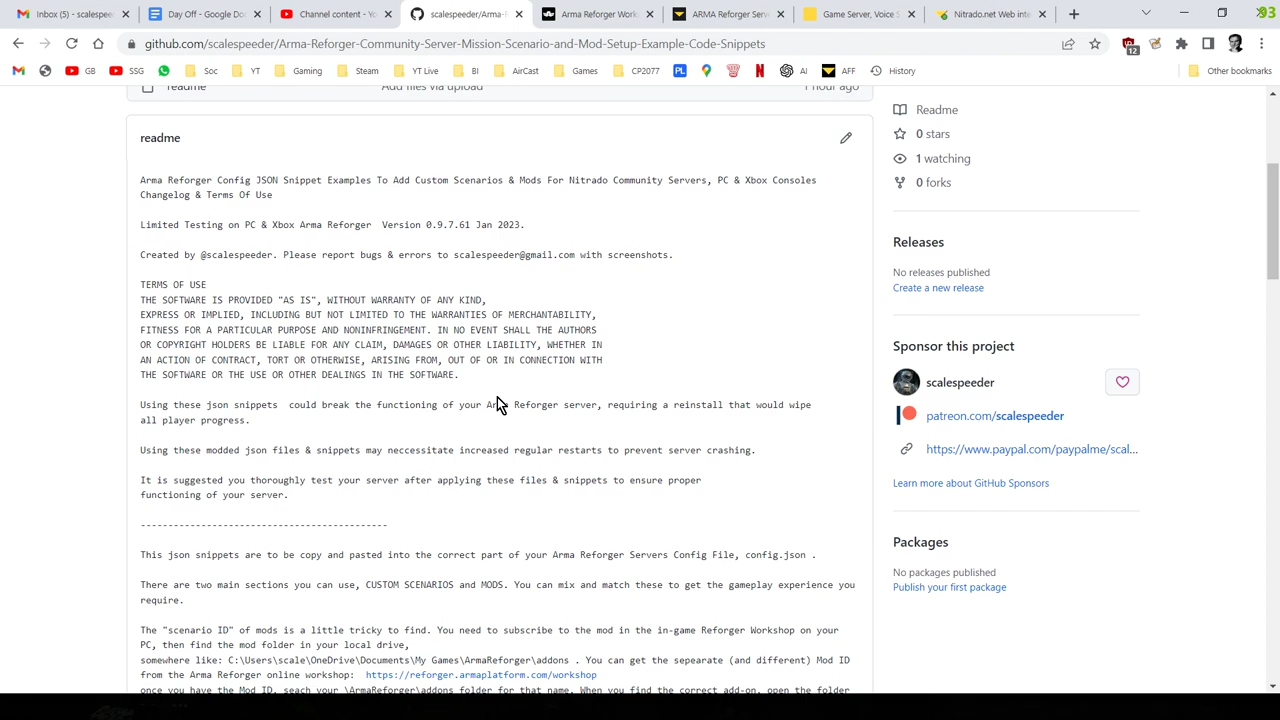 Inbox (5) - scalespeed
Day Off - Google Do
Channel content - Yo
scalespeeder/Arma-R
Arma Reforger Work
ARMA Reforger Serve
Game Server, Voice S
Nitrado.net Web inte
93
github.com/scalespeeder/Arma-Reforger-Community-Server-Mission-Scenario-and-Mod-Setup-Example-Code-Snippets
12
GB SSG Soc YT Gaming Steam YT Live BI AirCast Games CP2077 PL AI AFF History Other bookmarks
readme Add files via upload 1 hour ago
readme
Arma Reforger Config JSON Snippet Examples To Add Custom Scenarios & Mods For Nitrado Community Servers, PC & Xbox Consoles
Changelog & Terms Of Use
Limited Testing on PC & Xbox Arma Reforger Version 0.9.7.61 Jan 2023.
Created by @scalespeeder. Please report bugs & errors to scalespeeder@gmail.com with screenshots.
TERMS OF USE
THE SOFTWARE IS PROVIDED "AS IS", WITHOUT WARRANTY OF ANY KIND,
EXPRESS OR IMPLIED, INCLUDING BUT NOT LIMITED TO THE WARRANTIES OF MERCHANTABILITY,
FITNESS FOR A PARTICULAR PURPOSE AND NONINFRINGEMENT. IN NO EVENT SHALL THE AUTHORS
OR COPYRIGHT HOLDERS BE LIABLE FOR ANY CLAIM, DAMAGES OR OTHER LIABILITY, WHETHER IN
AN ACTION OF CONTRACT, TORT OR OTHERWISE, ARISING FROM, OUT OF OR IN CONNECTION WITH
THE SOFTWARE OR THE USE OR OTHER DEALINGS IN THE SOFTWARE.
Using these json snippets could break the functioning of your Arma Reforger server, requiring a reinstall that would wipe
all player progress.
Using these modded json files & snippets may neccessitate increased regular restarts to prevent server crashing.
It is suggested you thoroughly test your server after applying these files & snippets to ensure proper
functioning of your server.
---------------------------------------------
This json snippets are to be copy and pasted into the correct part of your Arma Reforger Servers Config File, config.json .
There are two main sections you can use, CUSTOM SCENARIOS and MODS. You can mix and match these to get the gameplay experience you
require.
The "scenario ID" of mods is a little tricky to find. You need to subscribe to the mod in the in-game Reforger Workshop on your
PC, then find the mod folder in your local drive,
somewhere like: C:\Users\scale\OneDrive\Documents\My Games\ArmaReforger\addons . You can get the sepearate (and different) Mod ID
from the Arma Reforger online workshop: https://reforger.armaplatform.com/workshop
once you have the Mod ID, seach your \ArmaReforger\addons folder for that name. When you find the correct add-on, open the folder
Readme
0 stars
1 watching
0 forks
Releases
No releases published
Create a new release
Sponsor this project
scalespeeder
patreon.com/scalespeeder
https://www.paypal.com/paypalme/scal...
Learn more about GitHub Sponsors
Packages
No packages published
Publish your first package